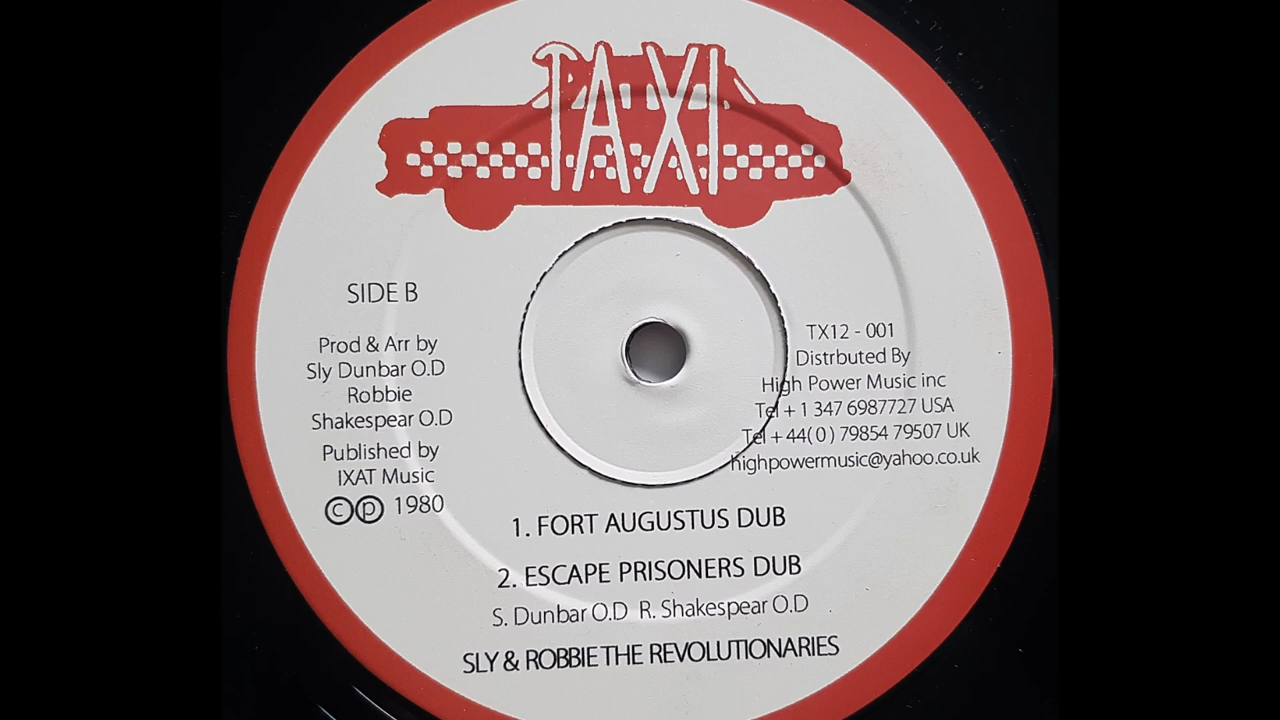 TAXI
SIDE B
Prod & Arr by
Sly Dunbar O.D
Robbie
Shakespear O.D
Published by
IXAT Music
©℗ 1980
TX12 - 001
Distrbuted By
High Power Music inc
Tel + 1 347 6987727 USA
Tel + 44(0) 79854 79507 UK
highpowermusic@yahoo.co.uk
1. FORT AUGUSTUS DUB
2. ESCAPE PRISONERS DUB
S. Dunbar O.D R. Shakespear O.D
SLY & ROBBIE THE REVOLUTIONARIES